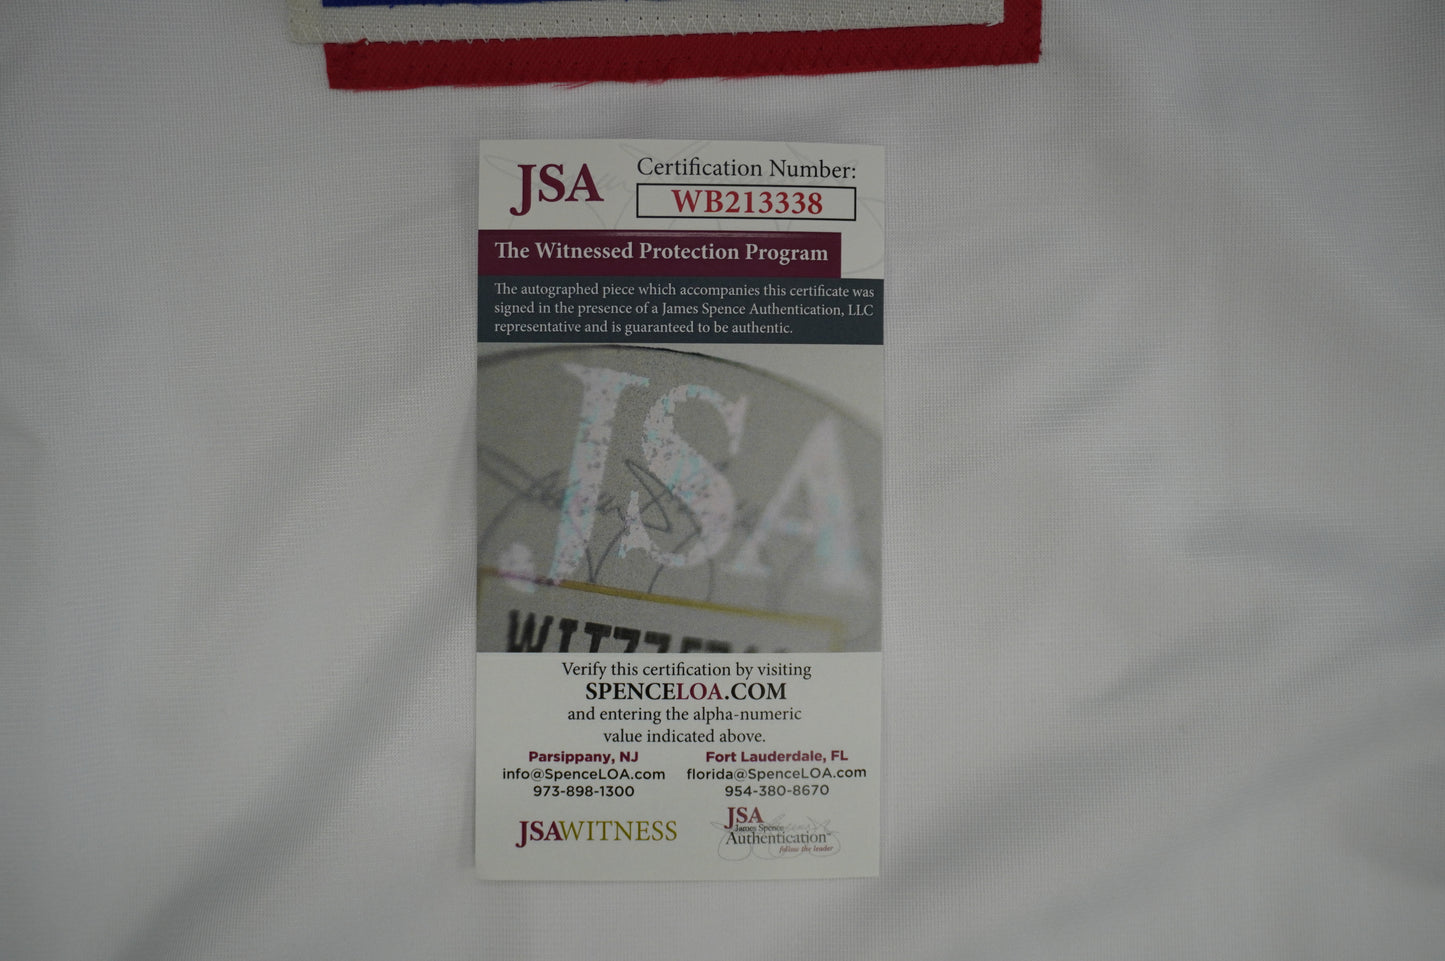 JSA
Certification Number:
WB213338
The Witnessed Protection Program
The autographed piece which accompanies this certificate was
signed in the presence of a James Spence Authentication, LLC
representative and is guaranteed to be authentic.
JSA
Verify this certification by visiting
SPENCELOA.COM
and entering the alpha-numeric
value indicated above.
Parsippany, NJ
info@SpenceLOA.com
973-898-1300
Fort Lauderdale, FL
florida@SpenceLOA.com
954-380-8670
JSAWITNESS
JSA
James Spence
Authentication
follow the leader